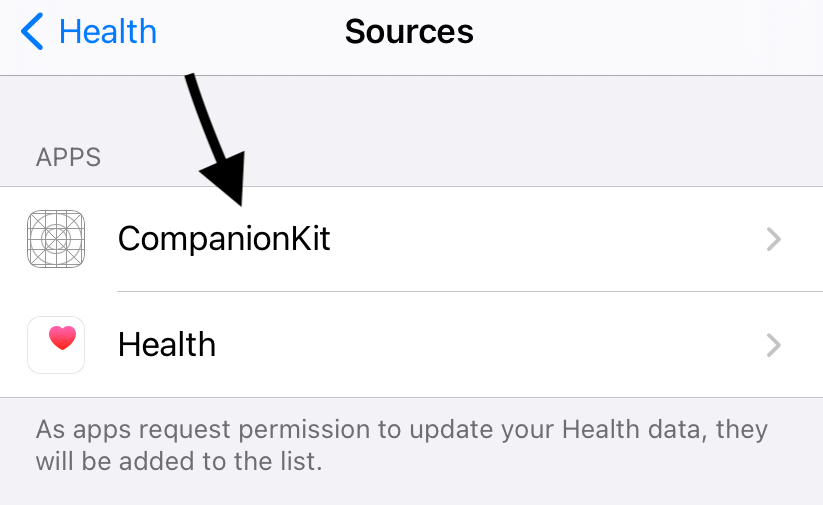 Health
Sources
APPS
CompanionKit
Health
As apps request permission to update your Health data, they
will be added to the list.